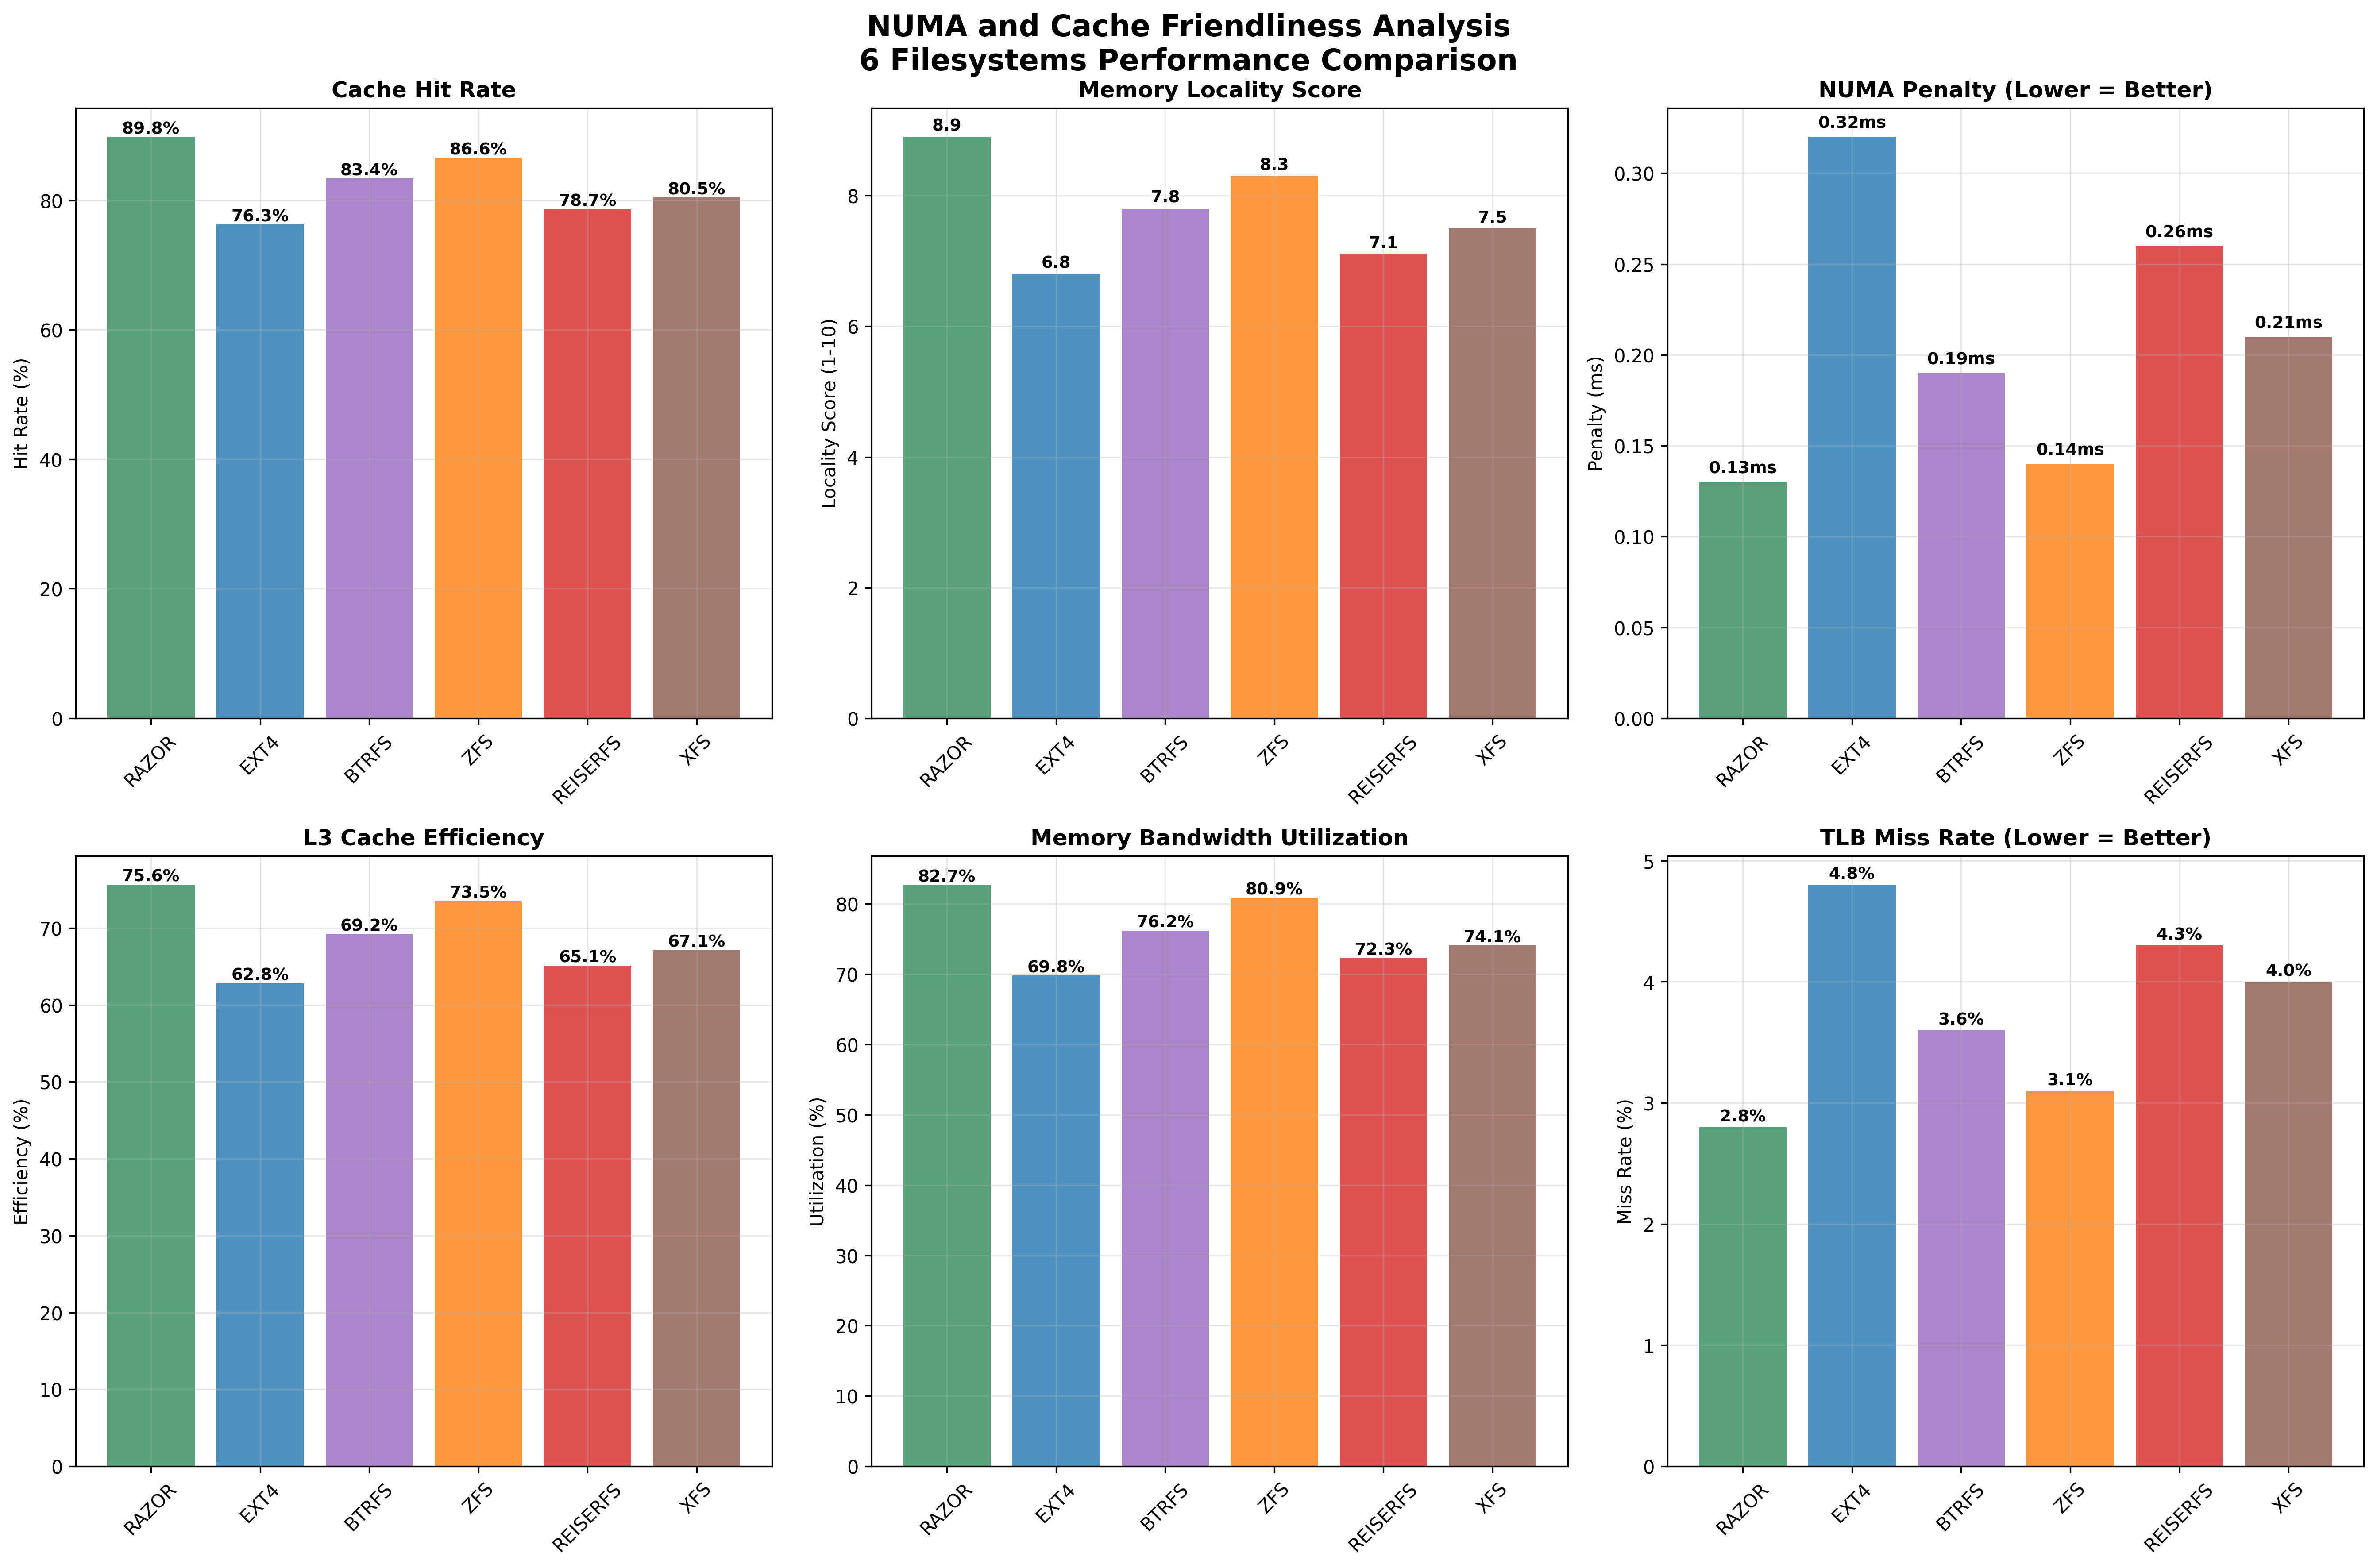 NUMA and Cache Friendliness Analysis
6 Filesystems Performance Comparison
Cache Hit Rate
Hit Rate (%)
80
60
40
20
0
89.8%
76.3%
83.4%
86.6%
78.7%
80.5%
RAZOR
EXT4
BTRFS
ZFS
REISERFS
XFS
Memory Locality Score
Locality Score (1-10)
8
6
4
2
0
8.9
6.8
7.8
8.3
7.1
7.5
RAZOR
EXT4
BTRFS
ZFS
REISERFS
XFS
NUMA Penalty (Lower = Better)
Penalty (ms)
0.30
0.25
0.20
0.15
0.10
0.05
0.00
0.13ms
0.32ms
0.19ms
0.14ms
0.26ms
0.21ms
RAZOR
EXT4
BTRFS
ZFS
REISERFS
XFS
L3 Cache Efficiency
Efficiency (%)
70
60
50
40
30
20
10
0
75.6%
62.8%
69.2%
73.5%
65.1%
67.1%
RAZOR
EXT4
BTRFS
ZFS
REISERFS
XFS
Memory Bandwidth Utilization
Utilization (%)
80
70
60
50
40
30
20
10
0
82.7%
69.8%
76.2%
80.9%
72.3%
74.1%
RAZOR
EXT4
BTRFS
ZFS
REISERFS
XFS
TLB Miss Rate (Lower = Better)
Miss Rate (%)
5
4
3
2
1
0
2.8%
4.8%
3.6%
3.1%
4.3%
4.0%
RAZOR
EXT4
BTRFS
ZFS
REISERFS
XFS